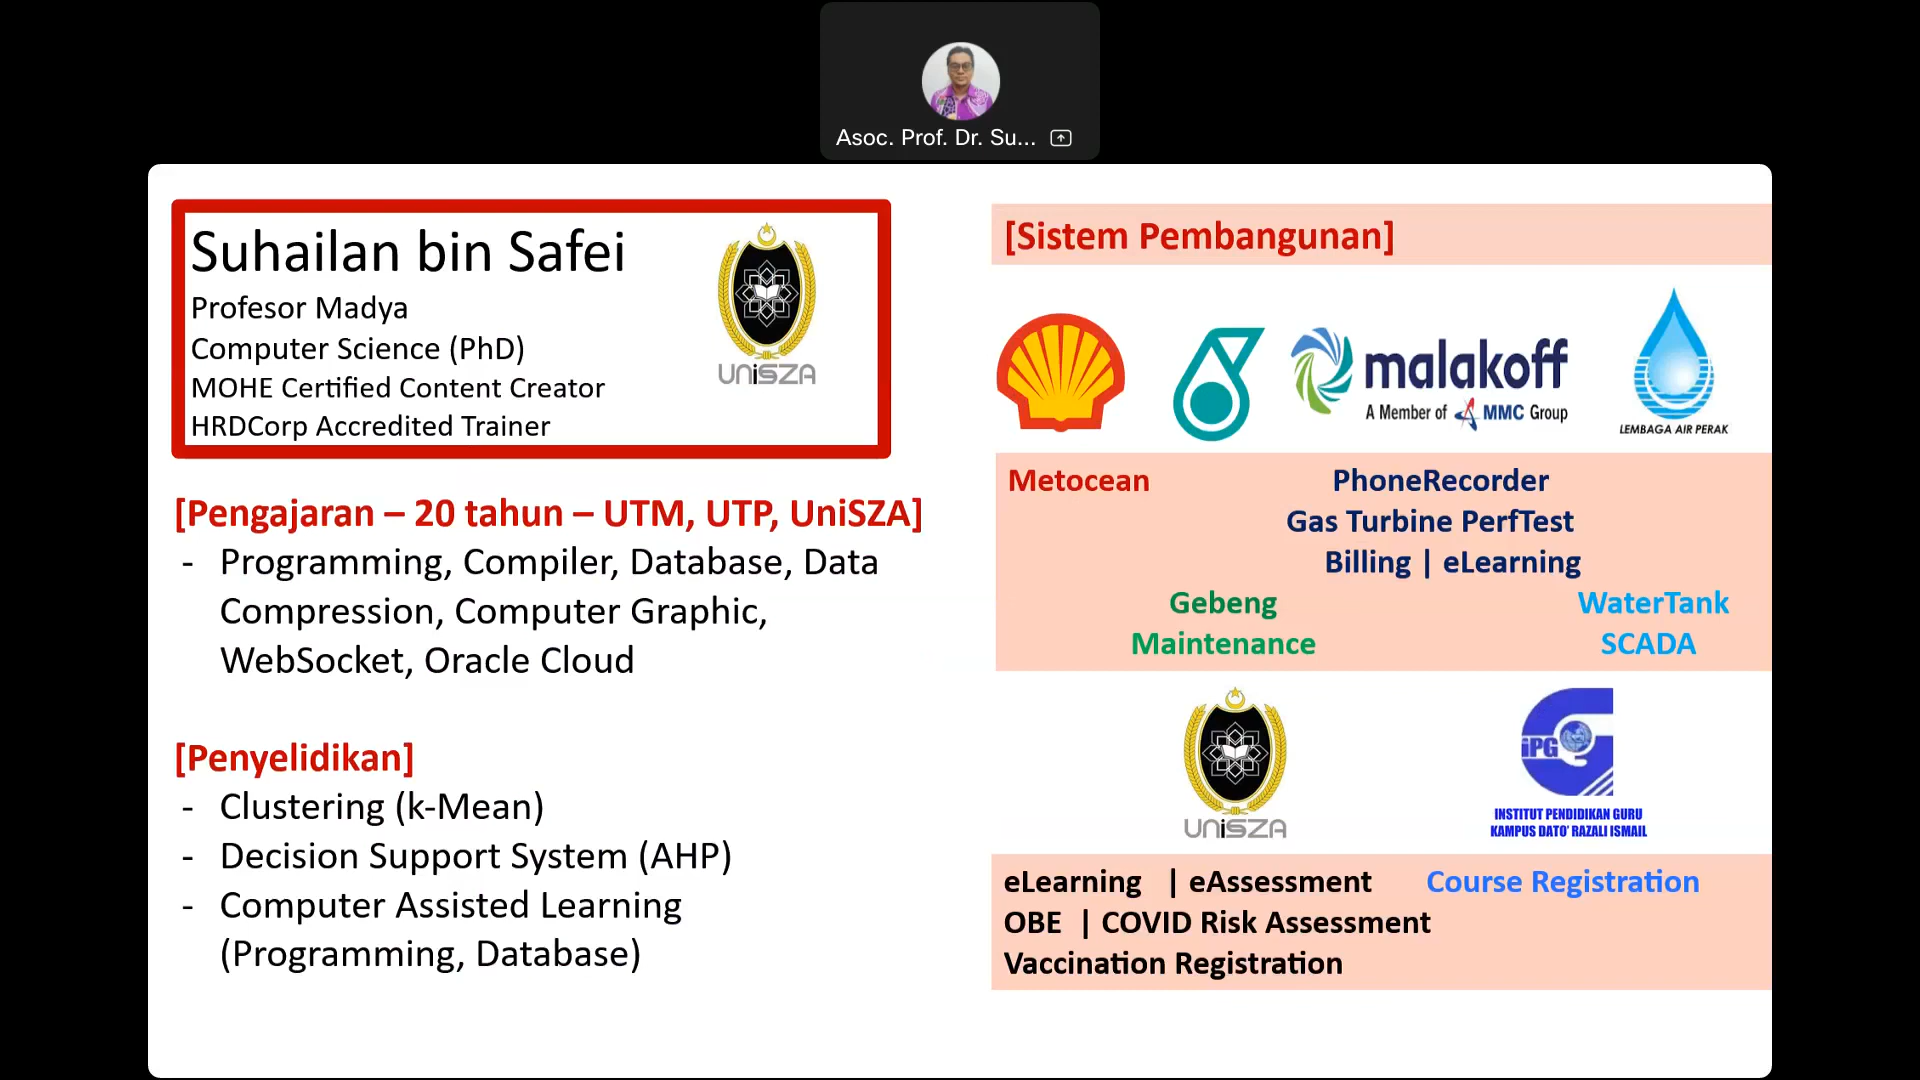 Asoc. Prof. Dr. Su...
Suhailan bin Safei
Profesor Madya
Computer Science (PhD)
MOHE Certified Content Creator
HRDCorp Accredited Trainer
UNiSZA
[Pengajaran – 20 tahun – UTM, UTP, UniSZA]
- Programming, Compiler, Database, Data
Compression, Computer Graphic,
WebSocket, Oracle Cloud
[Penyelidikan]
- Clustering (k-Mean)
- Decision Support System (AHP)
- Computer Assisted Learning
(Programming, Database)
[Sistem Pembangunan]
malakoff
A Member of MMC Group
LEMBAGA AIR PERAK
Metocean
PhoneRecorder
Gas Turbine PerfTest
Billing | eLearning
Gebeng
Maintenance
WaterTank
SCADA
UNiSZA
iPG
INSTITUT PENDIDIKAN GURU
KAMPUS DATO' RAZALI ISMAIL
eLearning | eAssessment
OBE | COVID Risk Assessment
Vaccination Registration
Course Registration